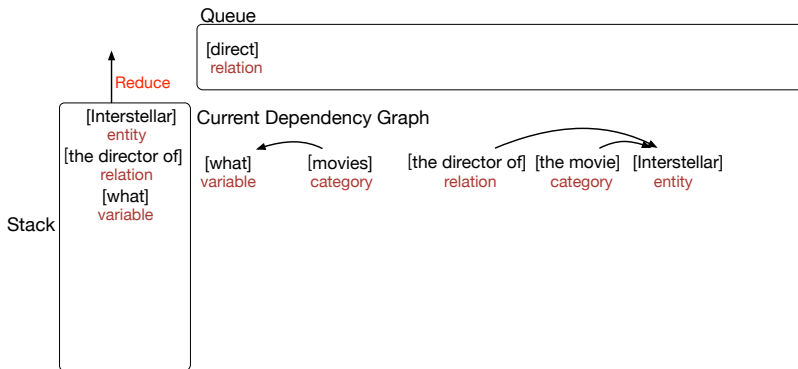 Queue
[direct]
relation
Reduce
Stack
[Interstellar]
entity
[the director of]
relation
[what]
variable
Current Dependency Graph
[what] [movies] [the director of] [the movie] [Interstellar]
variable category relation category entity